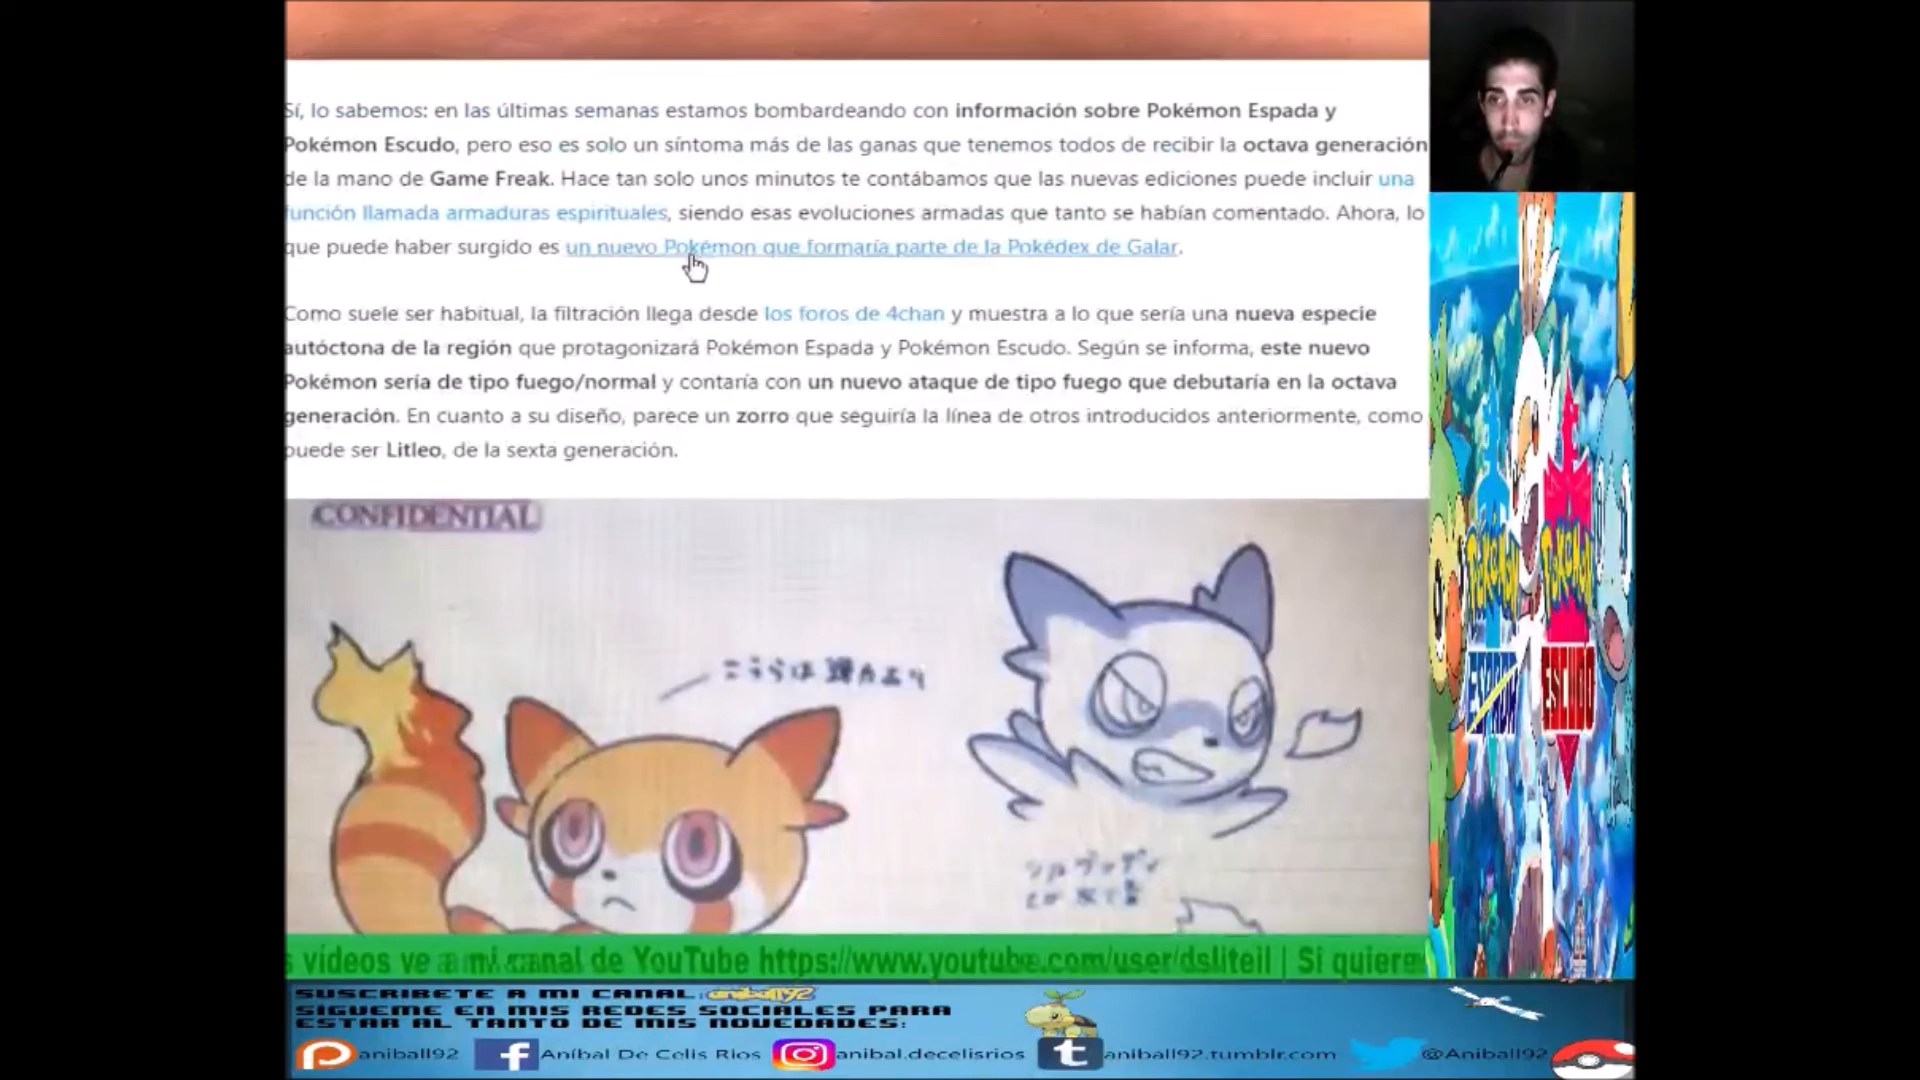 Sí, lo sabemos: en las últimas semanas estamos bombardeando con información sobre Pokémon Espada y
Pokémon Escudo, pero eso es solo un síntoma más de las ganas que tenemos todos de recibir la octava generación
de la mano de Game Freak. Hace tan solo unos minutos te contábamos que las nuevas ediciones puede incluir una
función llamada armaduras espirituales, siendo esas evoluciones armadas que tanto se habían comentado. Ahora, lo
que puede haber surgido es un nuevo Pokémon que formaría parte de la Pokédex de Galar.
Como suele ser habitual, la filtración llega desde los foros de 4chan y muestra a lo que sería una nueva especie
autóctona de la región que protagonizará Pokémon Espada y Pokémon Escudo. Según se informa, este nuevo
Pokémon sería de tipo fuego/normal y contaría con un nuevo ataque de tipo fuego que debutaría en la octava
generación. En cuanto a su diseño, parece un zorro que seguiría la línea de otros introducidos anteriormente, como
puede ser Litleo, de la sexta generación.
CONFIDENTIAL
POKÉMON POKÉMON
ESPADA ESCUDO
s vídeos ve a mi canal de YouTube https://www.youtube.com/user/dsliteil | Si quiere
SUSCRIBETE A MI CANAL: aniball92
SIGUEME EN MIS REDES SOCIALES PARA
ESTAR AL TANTO DE MIS NOVEDADES:
aniball92 Aníbal De Celis Rios anibal.decelisrios aniball92.tumblr.com @Aniball92